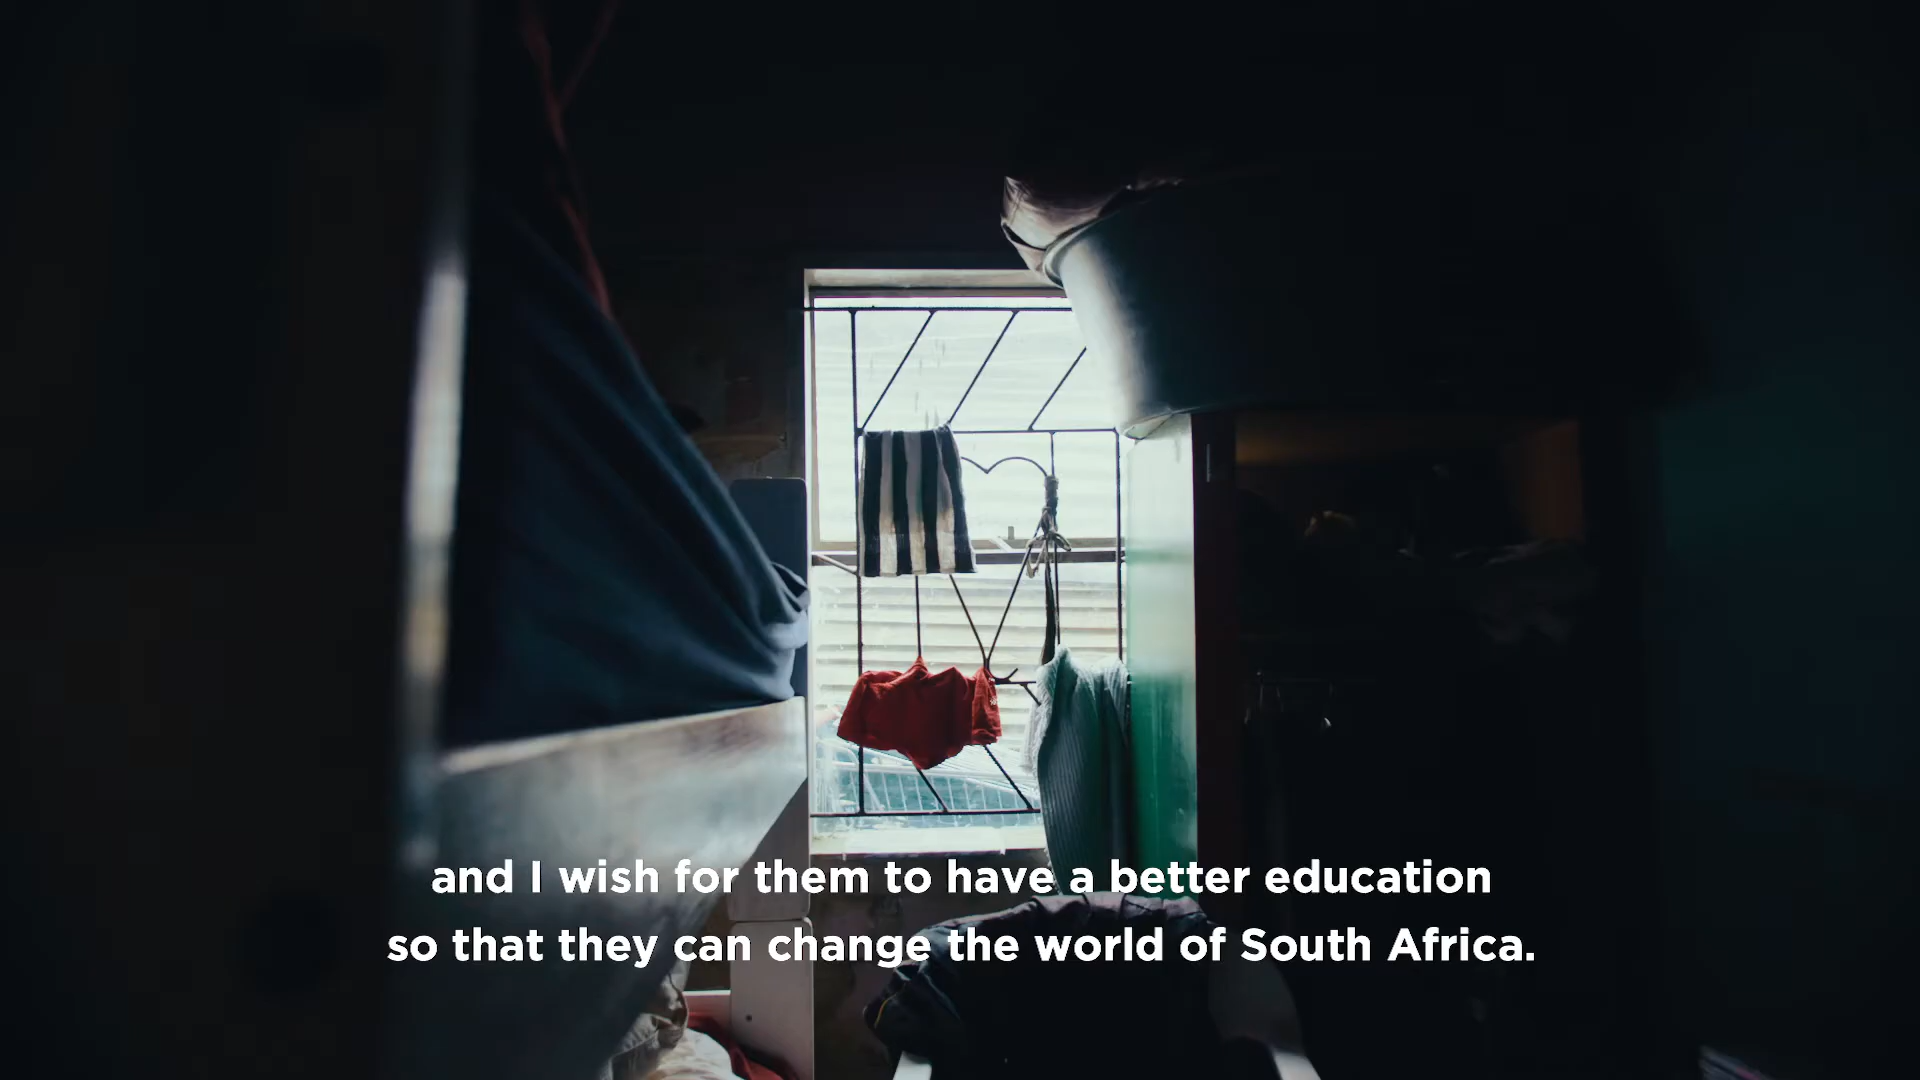 and I wish for them to have a better education
so that they can change the world of South Africa.